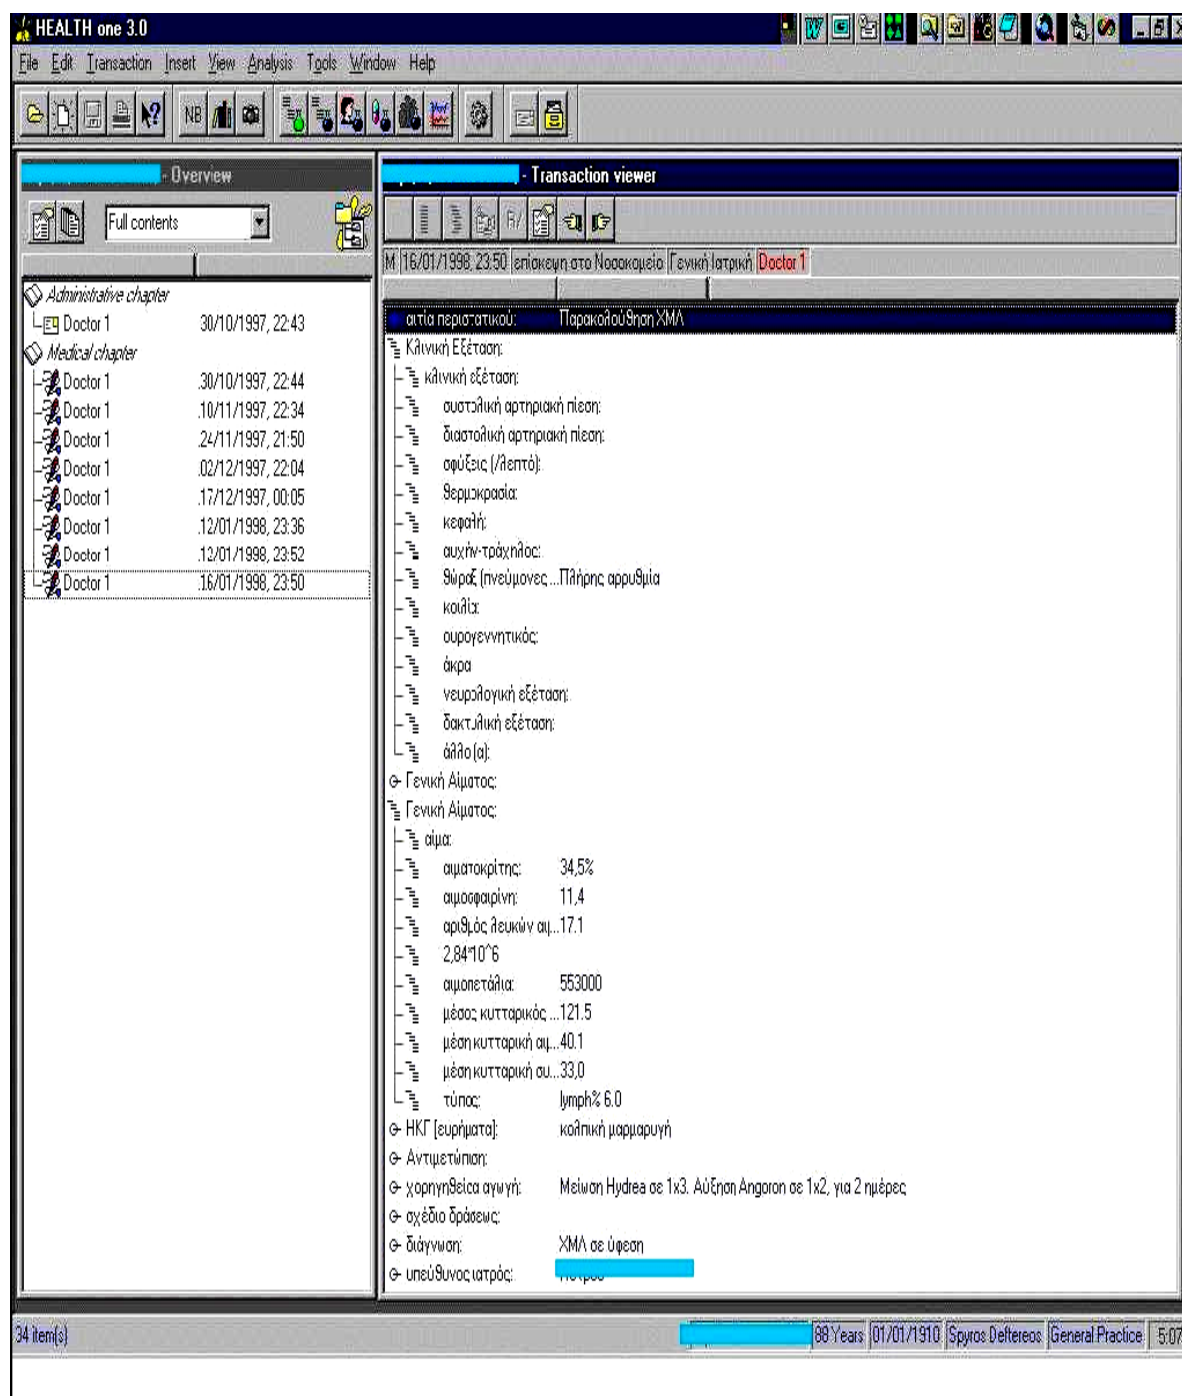 HEALTH one 3.0
File Edit Transaction Insert View Analysis Tools Window Help
NB
- Overview
- Transaction viewer
Full contents
R/
M 16/01/1998, 23:50 επίσκεψη στο Νοσοκομείο Γενική Ιατρική Doctor 1
Administrative chapter
Doctor 1 30/10/1997, 22:43
Medical chapter
Doctor 1 .30/10/1997, 22:44
Doctor 1 .10/11/1997, 22:34
Doctor 1 .24/11/1997, 21:50
Doctor 1 .02/12/1997, 22:04
Doctor 1 .17/12/1997, 00:05
Doctor 1 .12/01/1998, 23:36
Doctor 1 .12/01/1998, 23:52
Doctor 1 .16/01/1998, 23:50
αιτία περιστατικού: Παρακολούθηση ΧΜΛ
Κλινική Εξέταση:
κλινική εξέταση:
συστολική αρτηριακή πίεση:
διαστολική αρτηριακή πίεση:
σφύξεις (/λεπτό):
θερμοκρασία:
κεφαλή:
αυχήν-τράχηλος:
θώραξ (πνεύμονες ...Πλήρης αρρυθμία
κοιλία:
ουρογεννητικός:
άκρα
νευρολογική εξέταση:
δακτυλική εξέταση:
άλλο (α):
Γενική Αίματος:
Γενική Αίματος:
αίμα:
αιματοκρίτης: 34,5%
αιμοσφαιρίνη: 11,4
αριθμός λευκών αιμ...17.1
2,84*10^6
αιμοπετάλια: 553000
μέσος κυτταρικός ...121.5
μέση κυτταρική αιμ...40.1
μέση κυτταρική συ...33,0
τύπος: lymph% 6.0
ΗΚΓ [ευρήματα]: κολπική μαρμαρυγή
Αντιμετώπιση:
χορηγηθείσα αγωγή: Μείωση Hydrea σε 1x3. Αύξηση Angoron σε 1x2, για 2 ημέρες
σχέδιο δράσεως:
διάγνωση: ΧΜΛ σε ύφεση
υπεύθυνος ιατρός:
34 item(s) 88 Years 01/01/1910 Spyros Deftereos General Practice 5:07